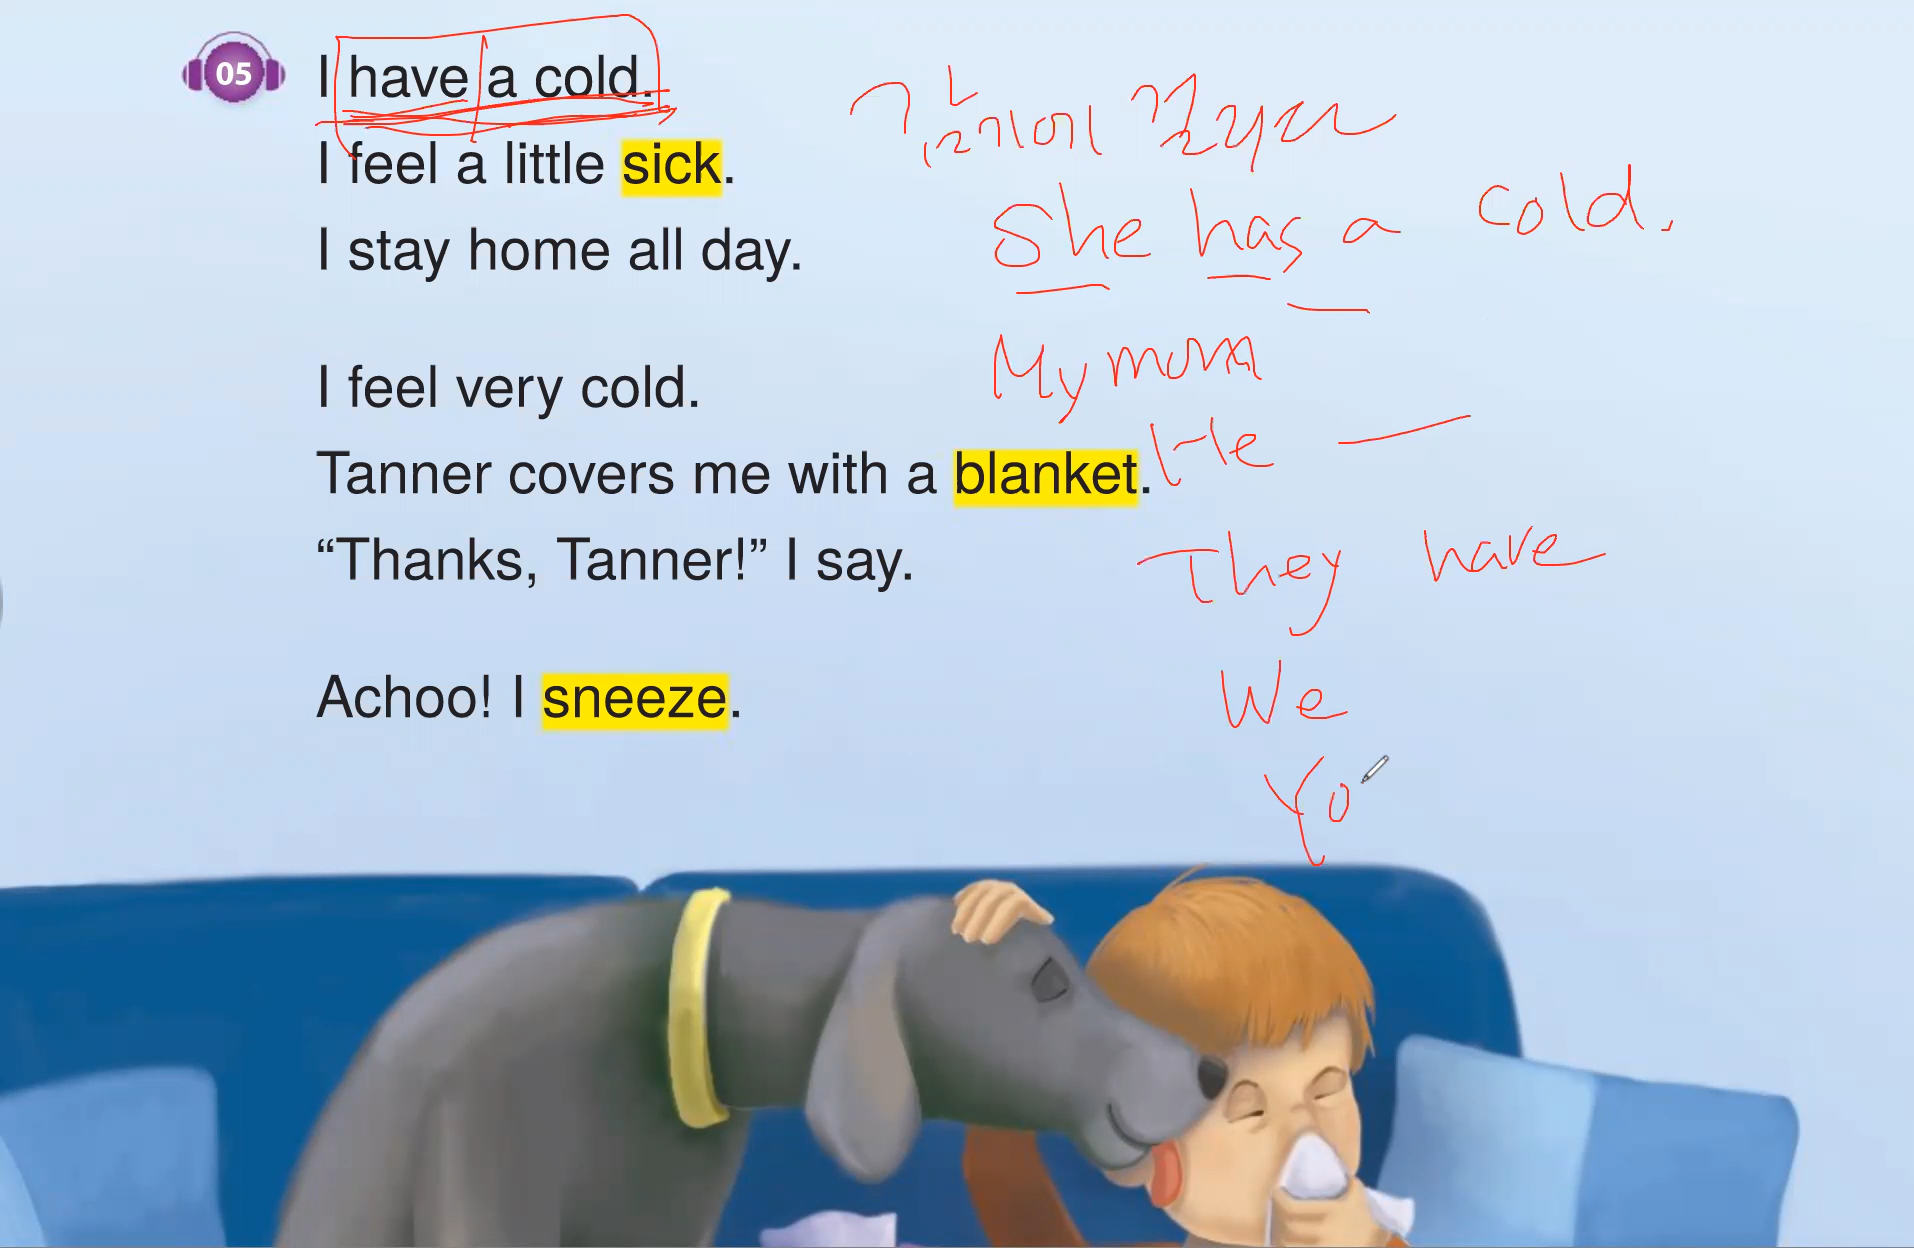 05
I have a cold.
감기에 걸렸다
I feel a little sick.
She has a cold.
I stay home all day.
My mom
I feel very cold.
He
Tanner covers me with a blanket.
“Thanks, Tanner!” I say.
They have
Achoo! I sneeze.
We
Yo